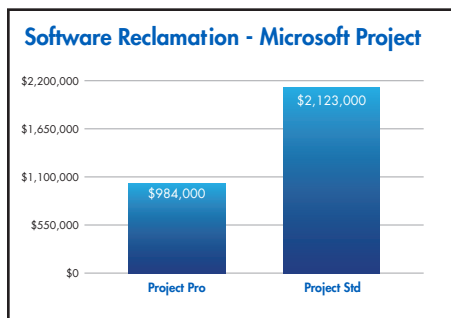 Software Reclamation - Microsoft Project
$2,200,000
$2,123,000
$1,650,000
$1,100,000
$984,000
$550,000
$0
Project Pro
Project Std